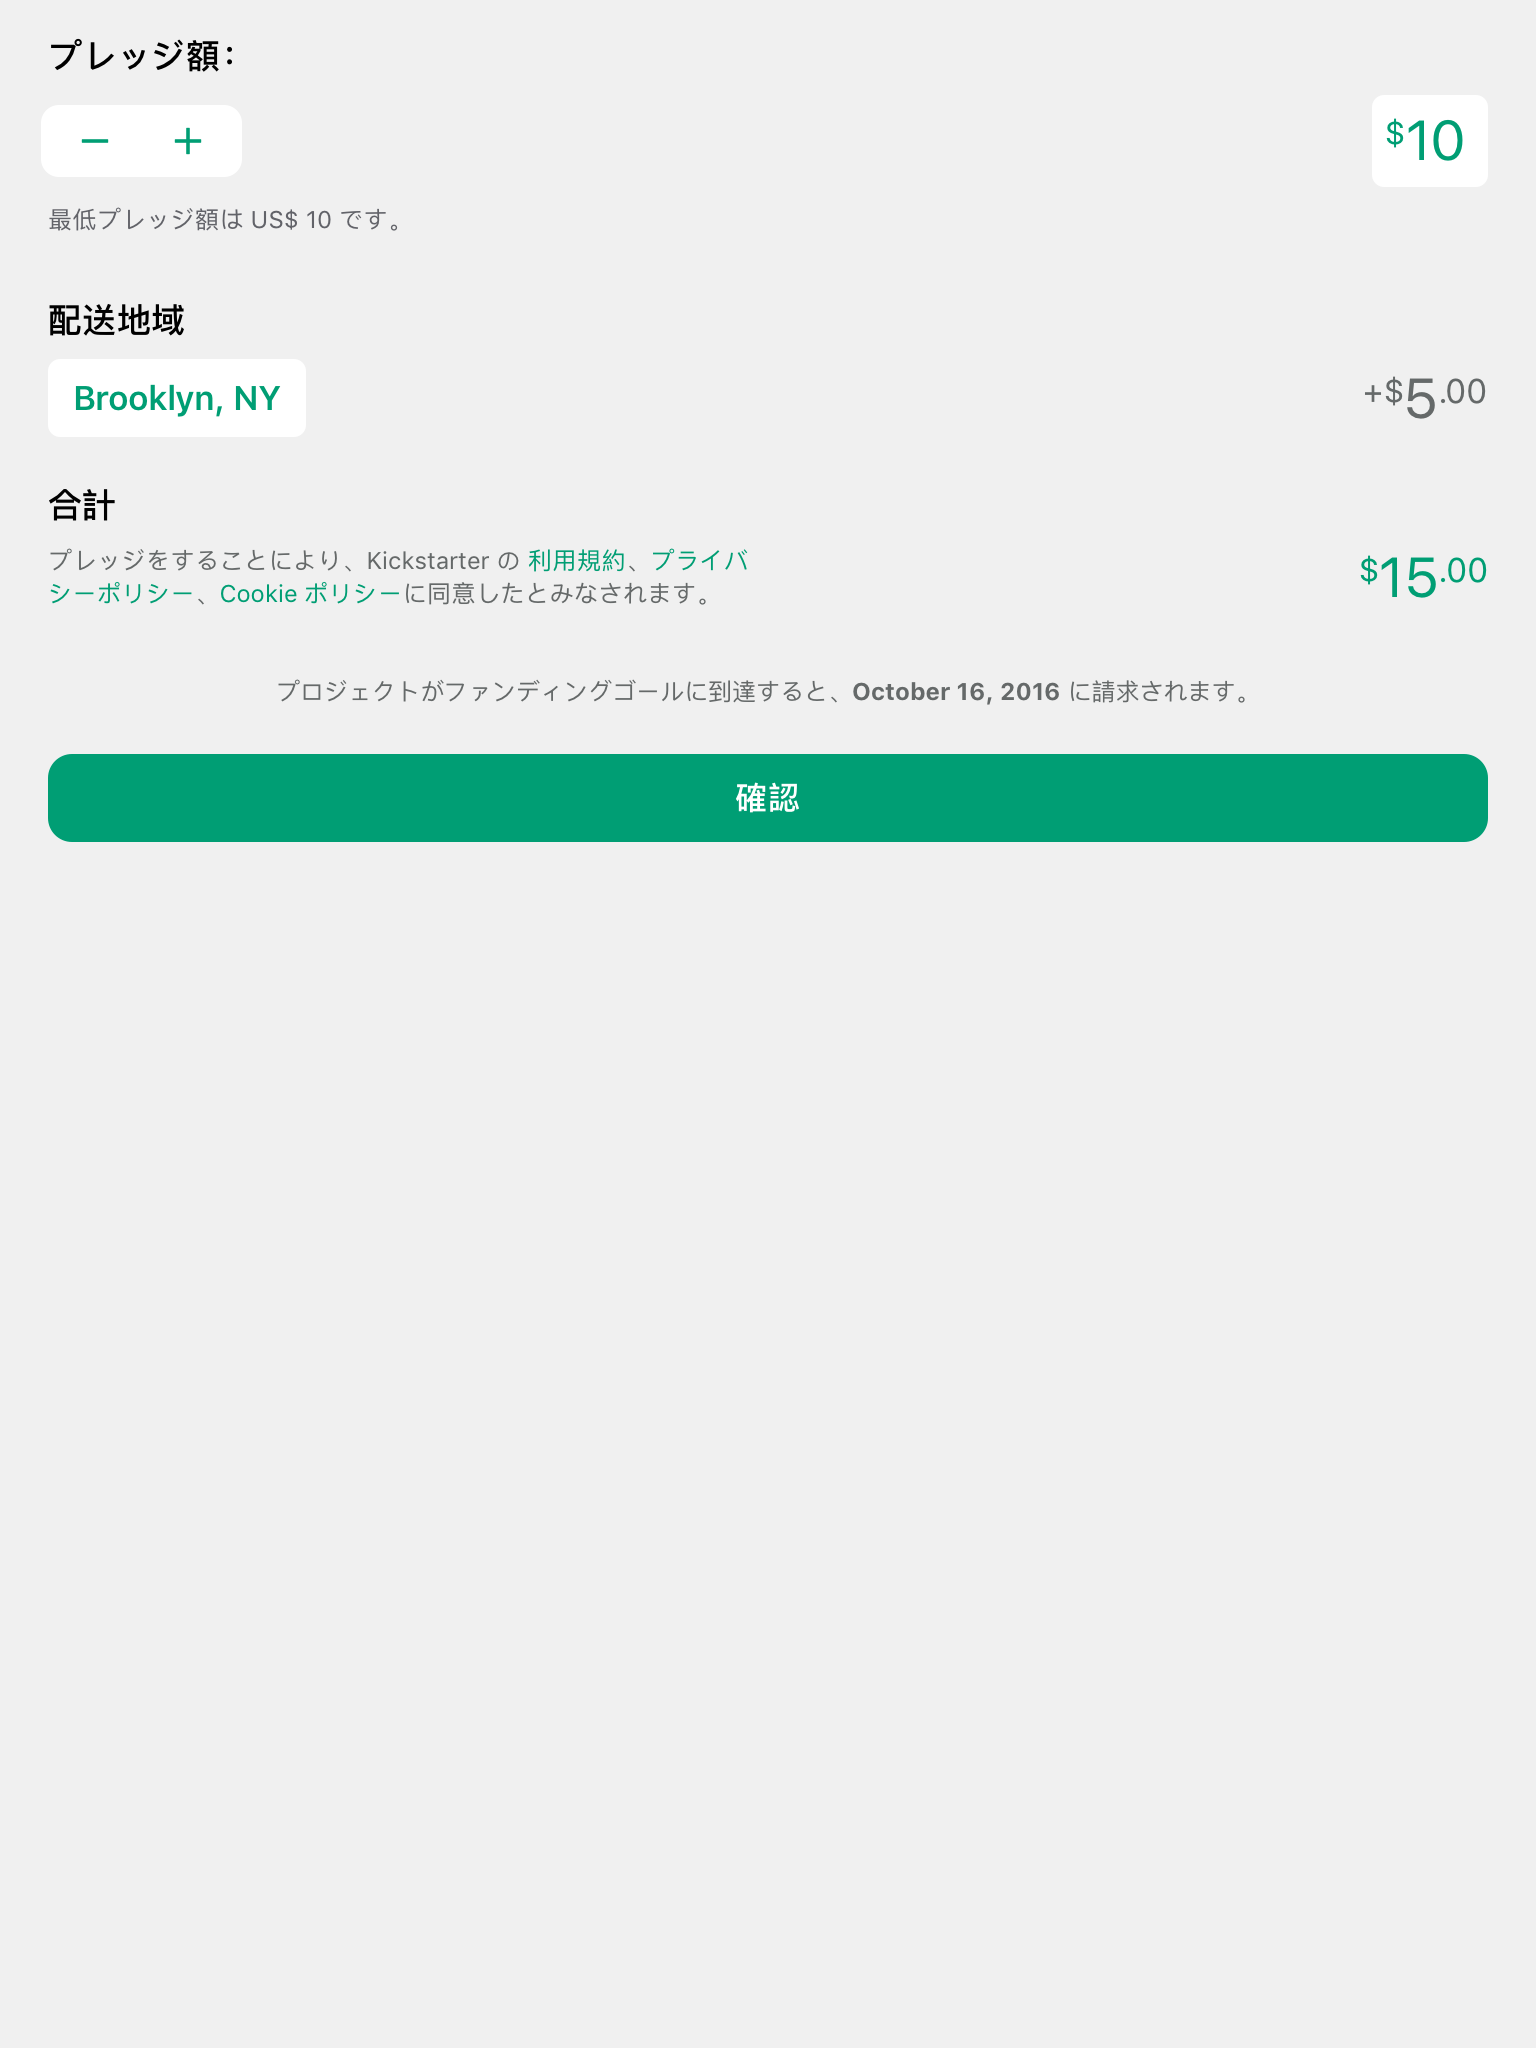 プレッジ額:
− +
$10
最低プレッジ額は US$ 10 です。
配送地域
Brooklyn, NY
+$5.00
合計
プレッジをすることにより、Kickstarter の 利用規約、プライバ
シーポリシー、Cookie ポリシーに同意したとみなされます。
$15.00
プロジェクトがファンディングゴールに到達すると、October 16, 2016 に請求されます。
確認